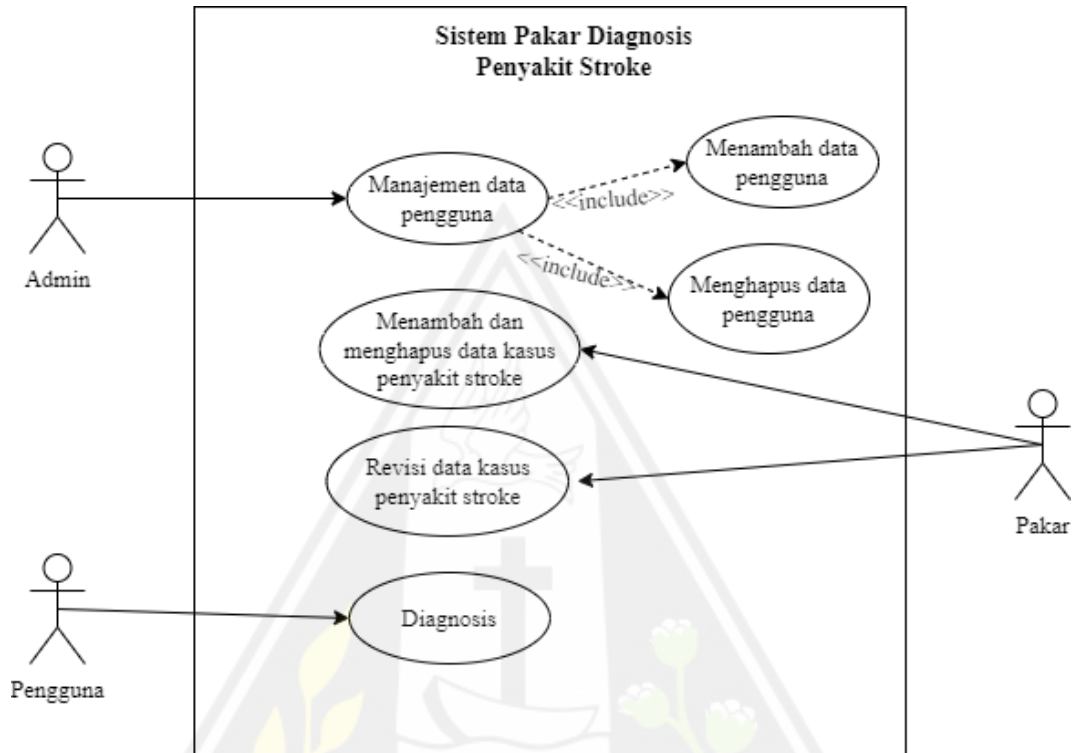 Sistem Pakar Diagnosis
Penyakit Stroke
Menambah data
pengguna
Manajemen data
pengguna
<<include>>
<<include>>
Admin
Menghapus data
pengguna
Menambah dan
menghapus data kasus
penyakit stroke
Revisi data kasus
penyakit stroke
Pakar
Diagnosis
Pengguna